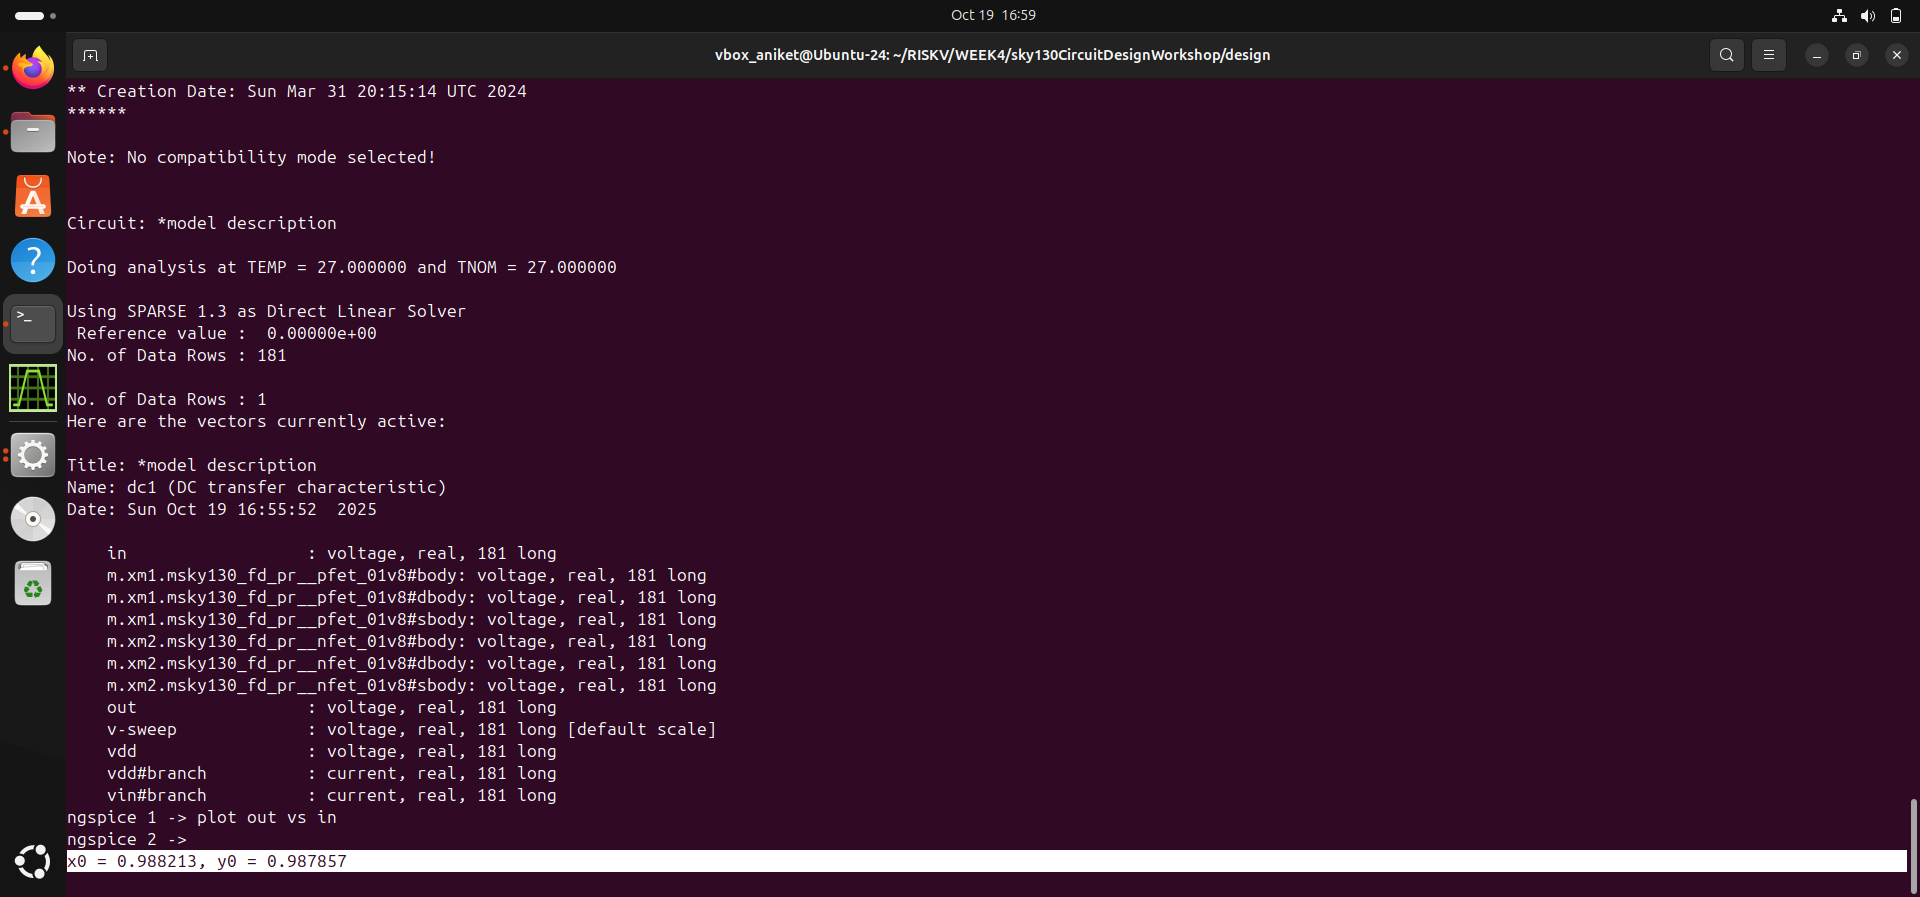 Oct 19 16:59
vbox_aniket@Ubuntu-24: ~/RISKV/WEEK4/sky130CircuitDesignWorkshop/design
** Creation Date: Sun Mar 31 20:15:14 UTC 2024
******
Note: No compatibility mode selected!
Circuit: *model description
Doing analysis at TEMP = 27.000000 and TNOM = 27.000000
Using SPARSE 1.3 as Direct Linear Solver
 Reference value :  0.00000e+00
No. of Data Rows : 181
No. of Data Rows : 1
Here are the vectors currently active:
Title: *model description
Name: dc1 (DC transfer characteristic)
Date: Sun Oct 19 16:55:52  2025
    in                  : voltage, real, 181 long
    m.xm1.msky130_fd_pr__pfet_01v8#body: voltage, real, 181 long
    m.xm1.msky130_fd_pr__pfet_01v8#dbody: voltage, real, 181 long
    m.xm1.msky130_fd_pr__pfet_01v8#sbody: voltage, real, 181 long
    m.xm2.msky130_fd_pr__nfet_01v8#body: voltage, real, 181 long
    m.xm2.msky130_fd_pr__nfet_01v8#dbody: voltage, real, 181 long
    m.xm2.msky130_fd_pr__nfet_01v8#sbody: voltage, real, 181 long
    out                 : voltage, real, 181 long
    v-sweep             : voltage, real, 181 long [default scale]
    vdd                 : voltage, real, 181 long
    vdd#branch          : current, real, 181 long
    vin#branch          : current, real, 181 long
ngspice 1 -> plot out vs in
ngspice 2 ->
x0 = 0.988213, y0 = 0.987857